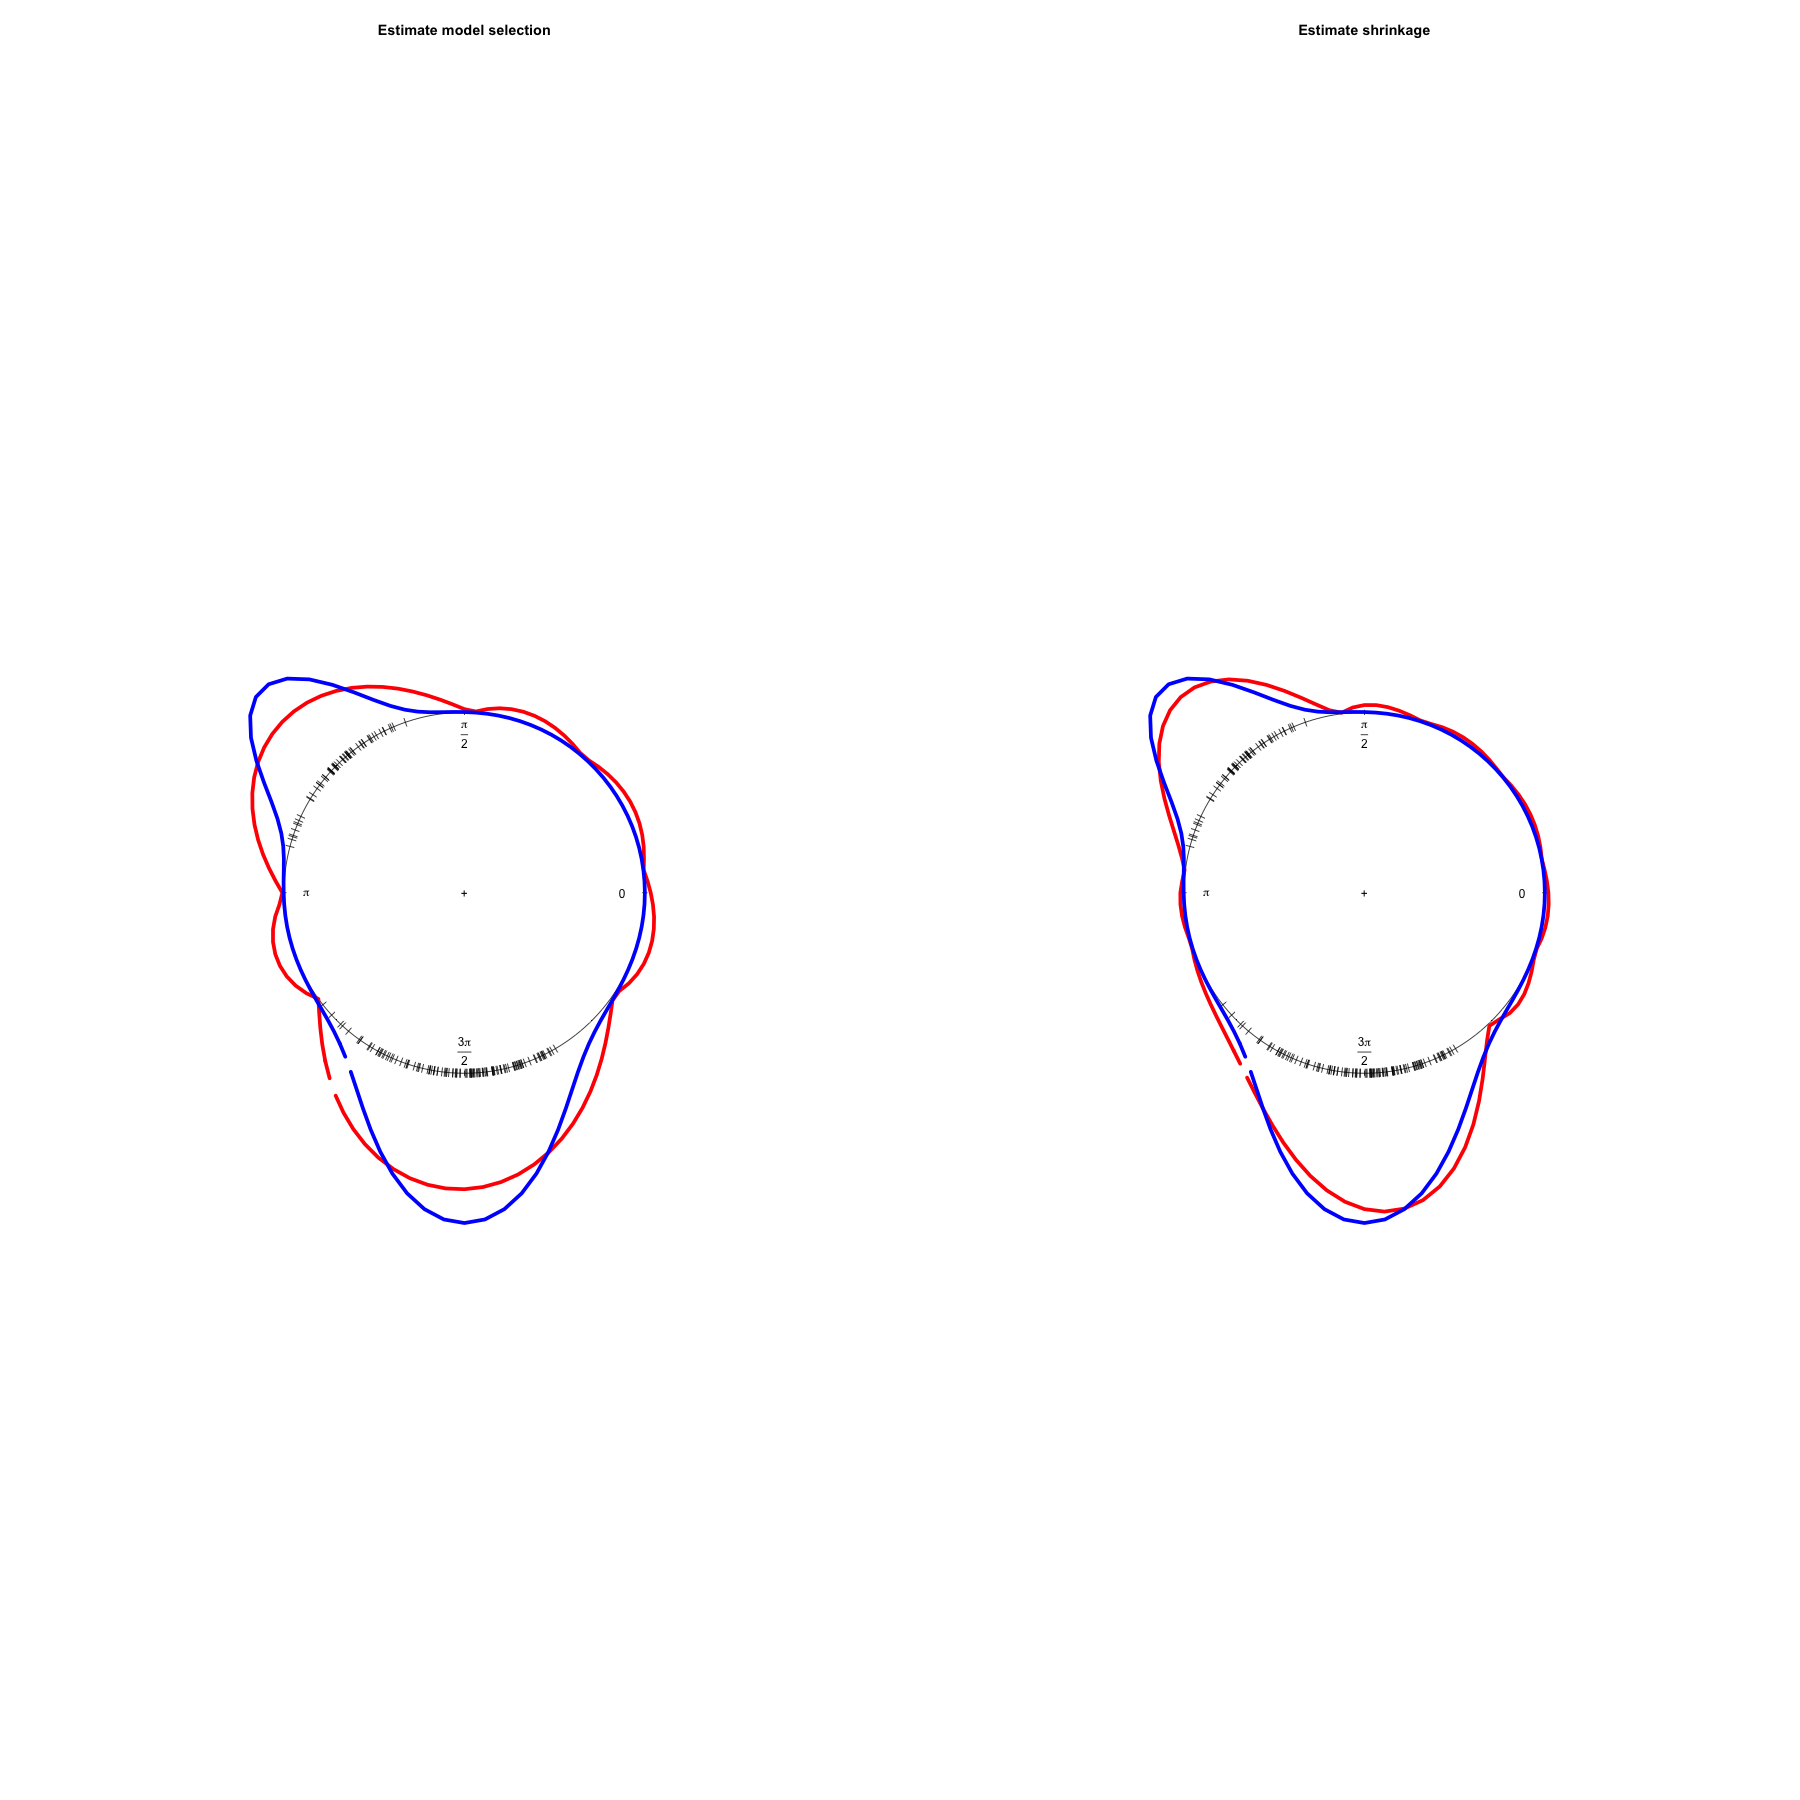 Estimate model selection
Estimate shrinkage
π
2
π
+
0
3π
2
π
2
π
+
0
3π
2